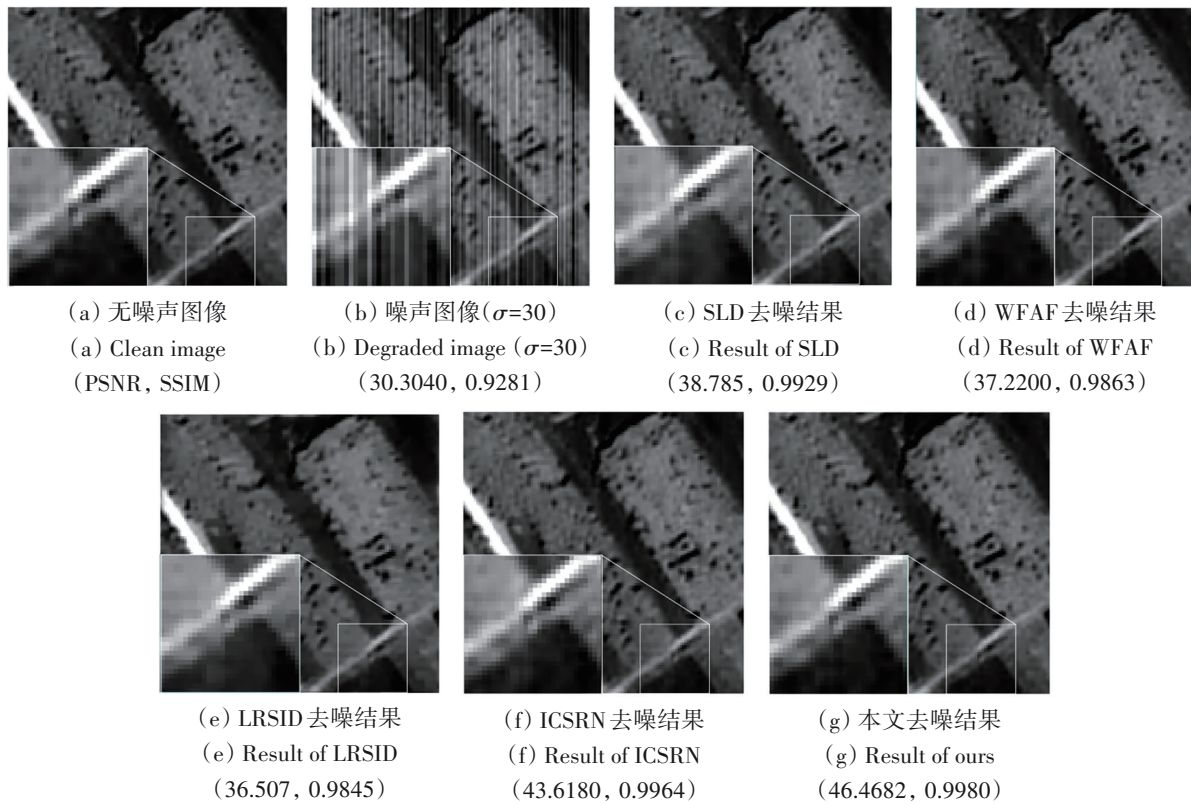 (a) 无噪声图像
(a) Clean image
(PSNR, SSIM)
(b) 噪声图像(σ=30)
(b) Degraded image (σ=30)
(30.3040, 0.9281)
(c) SLD去噪结果
(c) Result of SLD
(38.785, 0.9929)
(d) WFAF去噪结果
(d) Result of WFAF
(37.2200, 0.9863)
(e) LRSID去噪结果
(e) Result of LRSID
(36.507, 0.9845)
(f) ICSRN去噪结果
(f) Result of ICSRN
(43.6180, 0.9964)
(g) 本文去噪结果
(g) Result of ours
(46.4682, 0.9980)